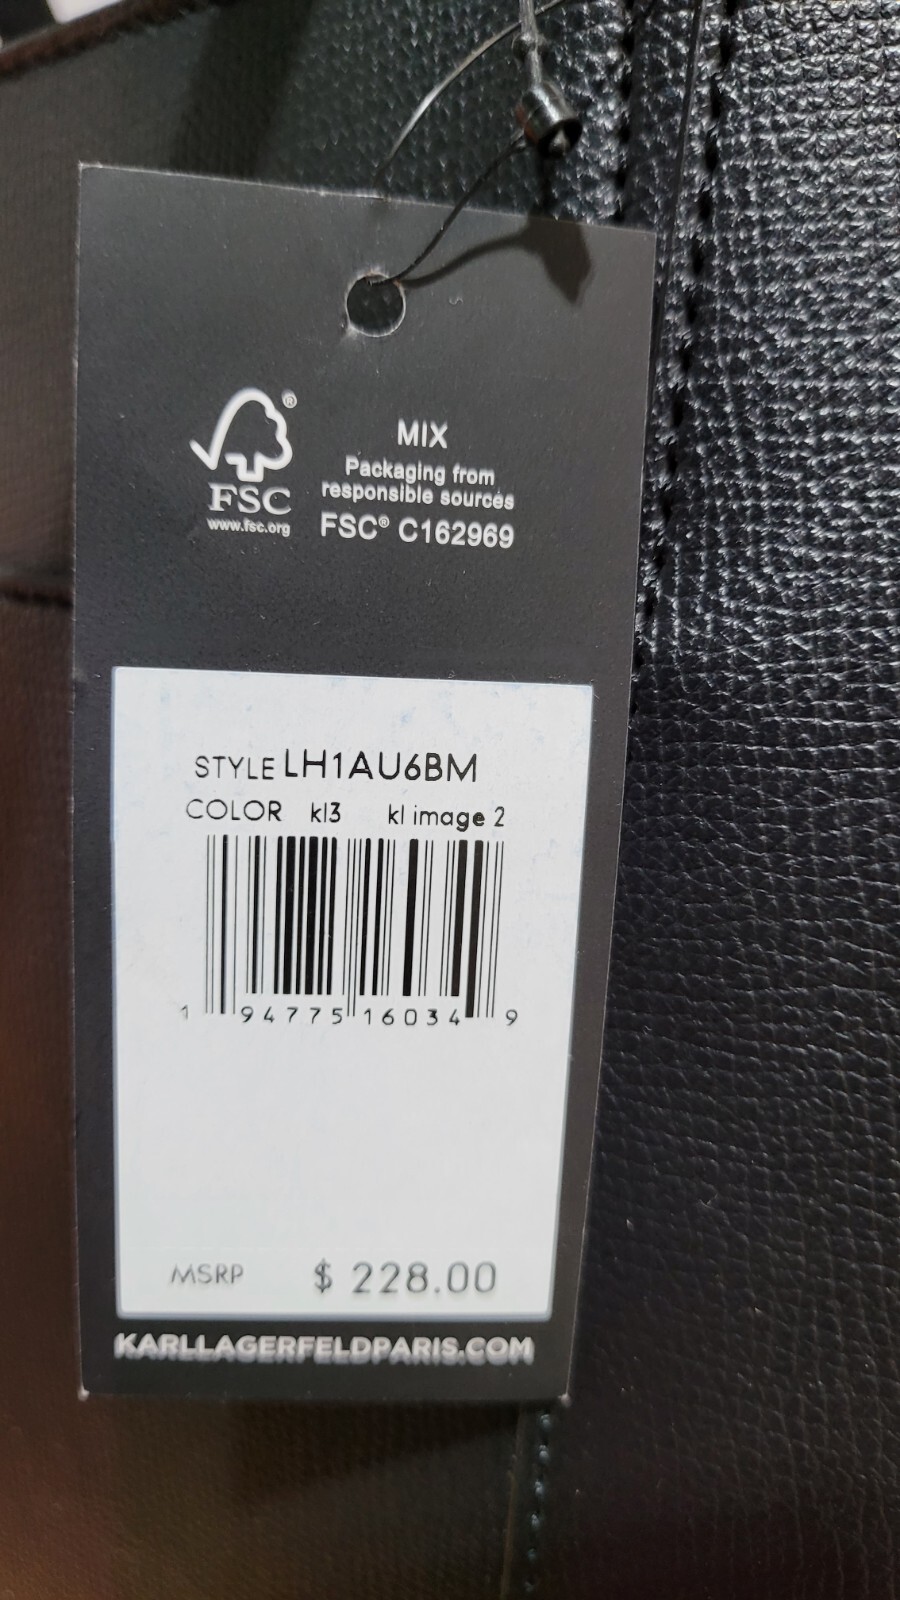 ®
FSC
www.fsc.org
MIX
Packaging from
responsible sources
FSC® C162969
STYLE LH1AU6BM
COLOR kl3 kl image 2
1 94775 16034 9
MSRP $ 228.00
KARLLAGERFELDPARIS.COM